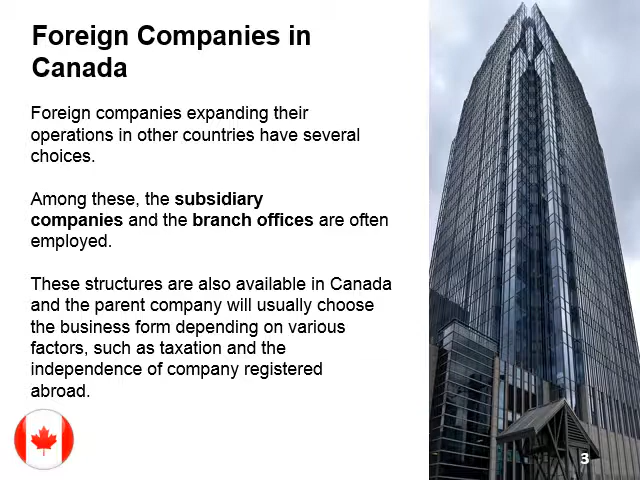 Foreign Companies in
Canada
Foreign companies expanding their
operations in other countries have several
choices.
Among these, the subsidiary
companies and the branch offices are often
employed.
These structures are also available in Canada
and the parent company will usually choose
the business form depending on various
factors, such as taxation and the
independence of company registered
abroad.
3